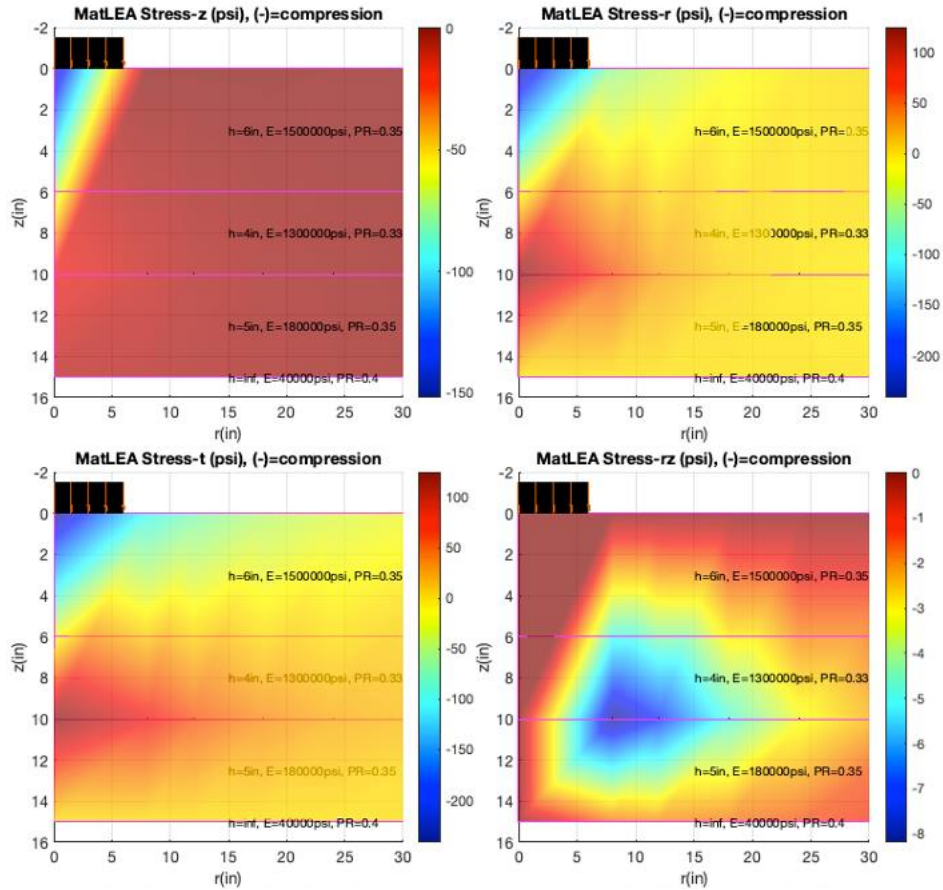 MatLEA Stress-z (psi), (-)=compression
-2
0
2
4
6
8
10
12
14
16
z(in)
h=6in, E=1500000psi, PR=0.35
h=4in, E=1300000psi, PR=0.33
h=5in, E=180000psi, PR=0.35
h=inf, E=40000psi, PR=0.4
0 5 10 15 20 25 30
r(in)
0
-50
-100
-150
MatLEA Stress-r (psi), (-)=compression
-2
0
2
4
6
8
10
12
14
16
z(in)
h=6in, E=1500000psi, PR=0.35
h=4in, E=1300000psi, PR=0.33
h=5in, E=180000psi, PR=0.35
h=inf, E=40000psi, PR=0.4
0 5 10 15 20 25 30
r(in)
100
50
0
-50
-100
-150
-200
MatLEA Stress-t (psi), (-)=compression
-2
0
2
4
6
8
10
12
14
16
z(in)
h=6in, E=1500000psi, PR=0.35
h=4in, E=1300000psi, PR=0.33
h=5in, E=180000psi, PR=0.35
h=inf, E=40000psi, PR=0.4
0 5 10 15 20 25 30
r(in)
100
50
0
-50
-100
-150
-200
MatLEA Stress-rz (psi), (-)=compression
-2
0
2
4
6
8
10
12
14
16
z(in)
h=6in, E=1500000psi, PR=0.35
h=4in, E=1300000psi, PR=0.33
h=5in, E=180000psi, PR=0.35
h=inf, E=40000psi, PR=0.4
0 5 10 15 20 25 30
r(in)
0
-1
-2
-3
-4
-5
-6
-7
-8